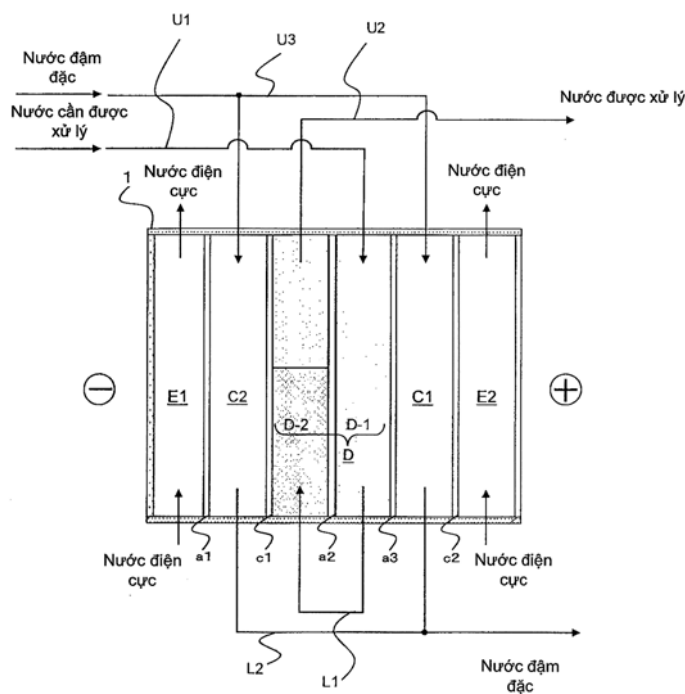 U1
U3
U2
Nước đậm
đặc
Nước cần được
xử lý
Nước được xử lý
Nước điện
cực
Nước điện
cực
1
E1
C2
D-2
D-1
D
C1
E2
Nước điện
cực
a1
c1
a2
a3
c2
Nước điện
cực
L2
L1
Nước đậm
đặc